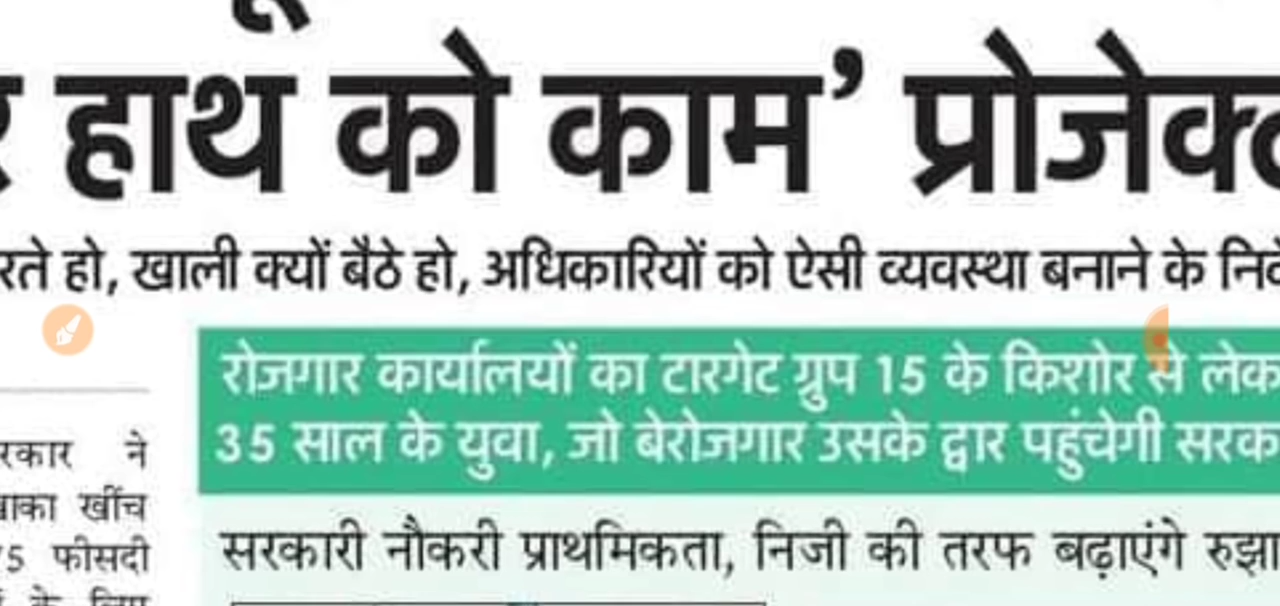 हाथ को काम’ प्रोजेक्ट
रते हो, खाली क्यों बैठे हो, अधिकारियों को ऐसी व्यवस्था बनाने के निर्दे
रोजगार कार्यालयों का टारगेट ग्रुप 15 के किशोर से लेक
35 साल के युवा, जो बेरोजगार उसके द्वार पहुंचेगी सरक
रकार ने
खाका खींच
75 फीसदी
के लिए
सरकारी नौकरी प्राथमिकता, निजी की तरफ बढ़ाएंगे रुझा